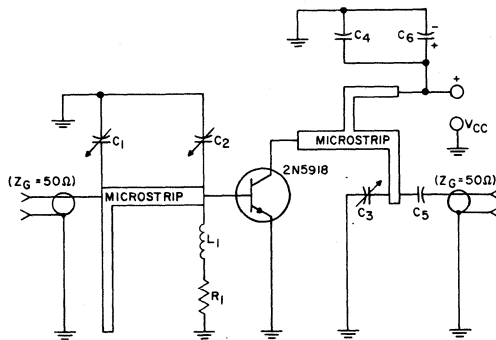 C4
C6
−
+
+
C1
C2
VCC
2N5918
MICROSTRIP
(ZG = 50Ω)
MICROSTRIP
(ZG = 50Ω)
C3
C5
L1
R1